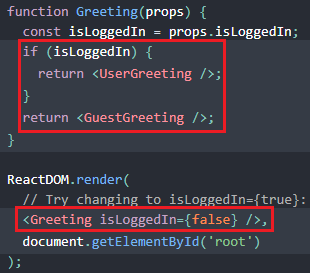 function Greeting(props) {
  const isLoggedIn = props.isLoggedIn;
  if (isLoggedIn) {
    return <UserGreeting />;
  }
  return <GuestGreeting />;
}
ReactDOM.render(
  // Try changing to isLoggedIn={true}:
  <Greeting isLoggedIn={false} />,
  document.getElementById('root')
);